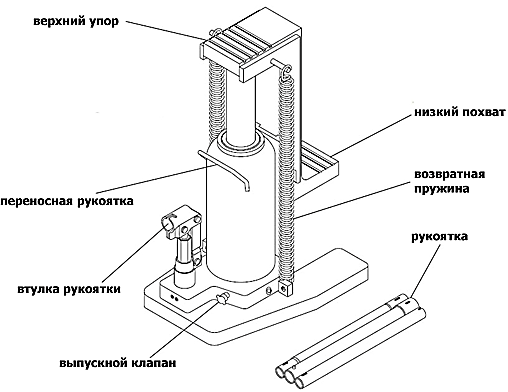 верхний упор
низкий похват
возвратная
пружина
переносная рукоятка
рукоятка
втулка рукоятки
выпускной клапан